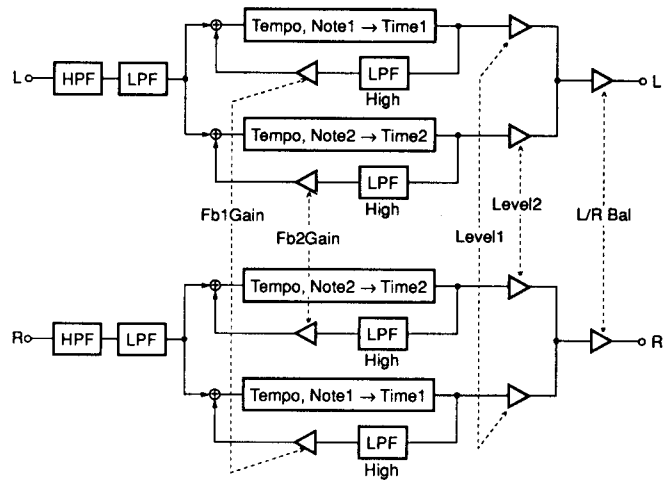 Tempo, Note1 → Time1
L HPF LPF LPF L
High
Tempo, Note2 → Time2
LPF
High
Fb1Gain Fb2Gain Level1 Level2 L/R Bal
Tempo, Note2 → Time2
R HPF LPF LPF R
High
Tempo, Note1 → Time1
LPF
High